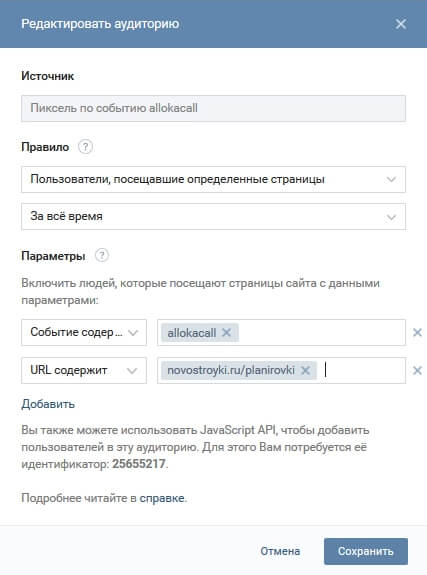 Редактировать аудиторию
Источник
Пиксель по событию allokacall
Правило ?
Пользователи, посещавшие определенные страницы
За всё время
Параметры ?
Включить людей, которые посещают страницы сайта с данными
параметрами:
Событие содер... allokacall
URL содержит novostroyki.ru/planirovki
Добавить
Вы также можете использовать JavaScript API, чтобы добавить
пользователей в эту аудиторию. Для этого Вам потребуется её
идентификатор: 25655217.
Подробнее читайте в справке.
Отмена Сохранить